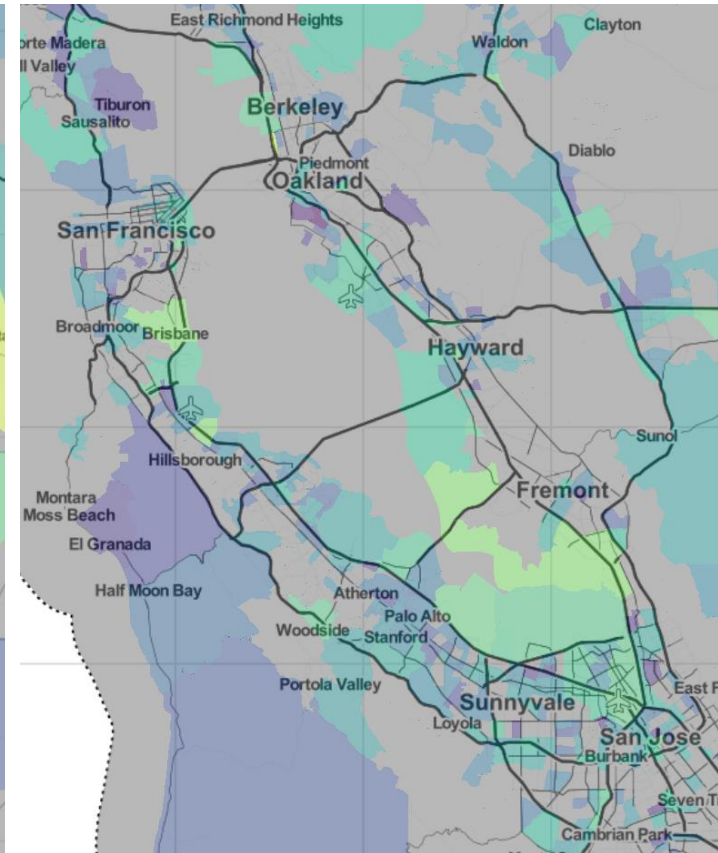 East Richmond Heights
Clayton
Waldon
Tiburon
Sausalito
Berkeley
Diablo
Piedmont
Oakland
San Francisco
Broadmoor
Brisbane
Hayward
Sunol
Hillsborough
Fremont
Montara
Moss Beach
El Granada
Half Moon Bay
Atherton
Palo Alto
Woodside
Stanford
Portola Valley
Sunnyvale
East F
Loyola
San Jose
Burbank
Seven T
Cambrian Park